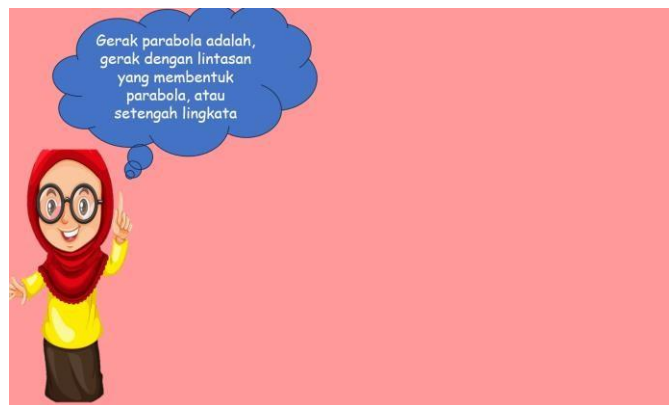 Gerak parabola adalah,
gerak dengan lintasan
yang membentuk
parabola, atau
setengah lingkata